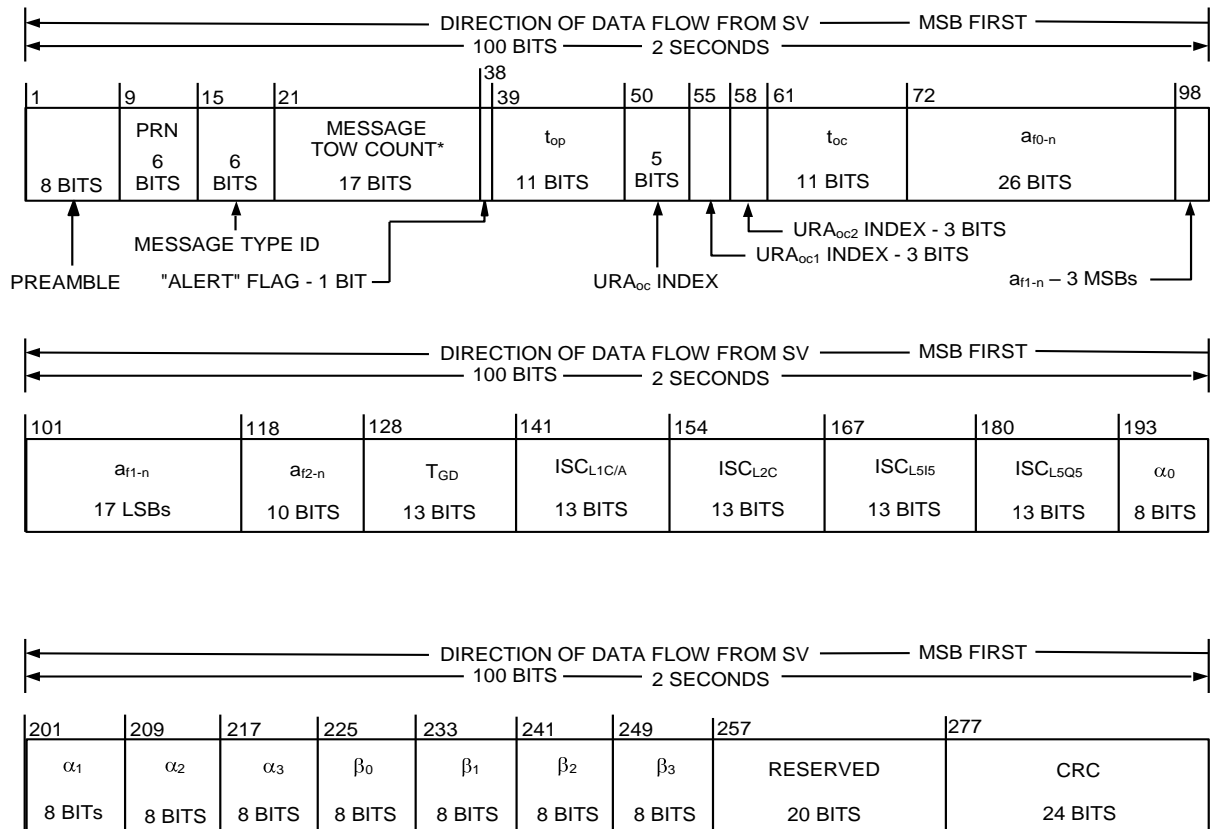 DIRECTION OF DATA FLOW FROM SV MSB FIRST
100 BITS 2 SECONDS
38
1 9 15 21 39 50 55 58 61 72 98
PRN MESSAGE t_op t_oc a_f0-n
TOW COUNT*
6 6 5
8 BITS BITS BITS 17 BITS 11 BITS BITS 11 BITS 26 BITS
URA_oc2 INDEX - 3 BITS
MESSAGE TYPE ID URA_oc1 INDEX - 3 BITS
PREAMBLE "ALERT" FLAG - 1 BIT URA_oc INDEX a_f1-n – 3 MSBs
DIRECTION OF DATA FLOW FROM SV MSB FIRST
100 BITS 2 SECONDS
101 118 128 141 154 167 180 193
a_f1-n a_f2-n T_GD ISC_L1C/A ISC_L2C ISC_L5I5 ISC_L5Q5 α_0
17 LSBs 10 BITS 13 BITS 13 BITS 13 BITS 13 BITS 13 BITS 8 BITS
DIRECTION OF DATA FLOW FROM SV MSB FIRST
100 BITS 2 SECONDS
201 209 217 225 233 241 249 257 277
α_1 α_2 α_3 β_0 β_1 β_2 β_3 RESERVED CRC
8 BITs 8 BITS 8 BITS 8 BITS 8 BITS 8 BITS 8 BITS 20 BITS 24 BITS